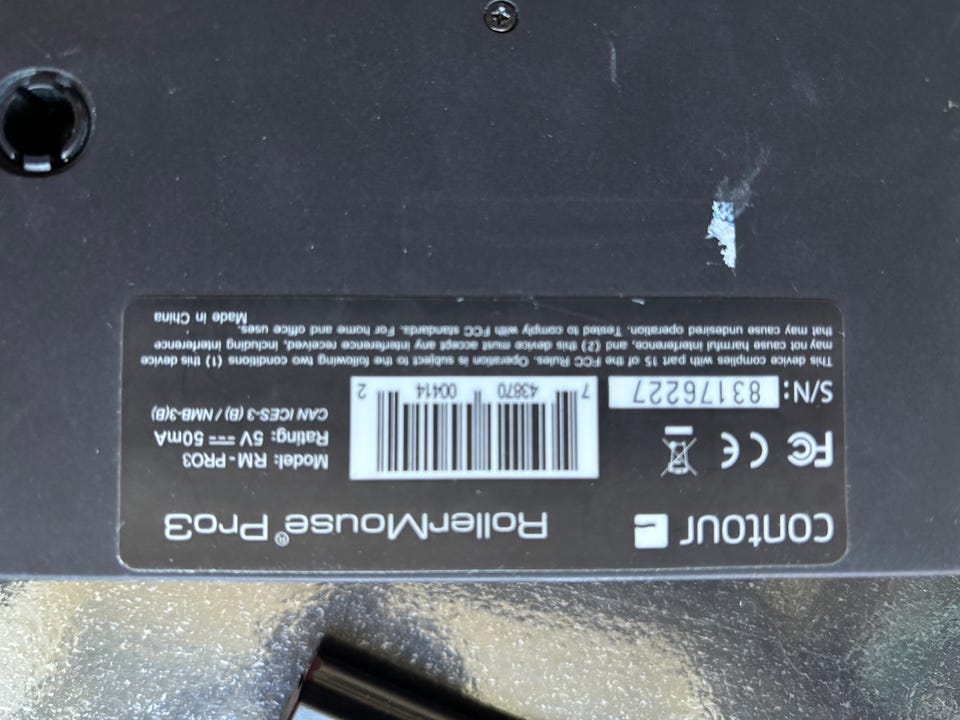 contour RollerMouse® Pro3
FC CE
Model: RM-PRO3
Rating: 5V 50mA
CAN ICES-3 (B) / NMB-3(B)
S/N: 83176227
7 43870 00414 2
This device complies with part 15 of the FCC Rules. Operation is subject to the following two conditions (1) this device
may not cause harmful interference, and (2) this device must accept any interference received, including interference
that may cause undesired operation. Tested to comply with FCC standards. For home and office uses.
Made in China